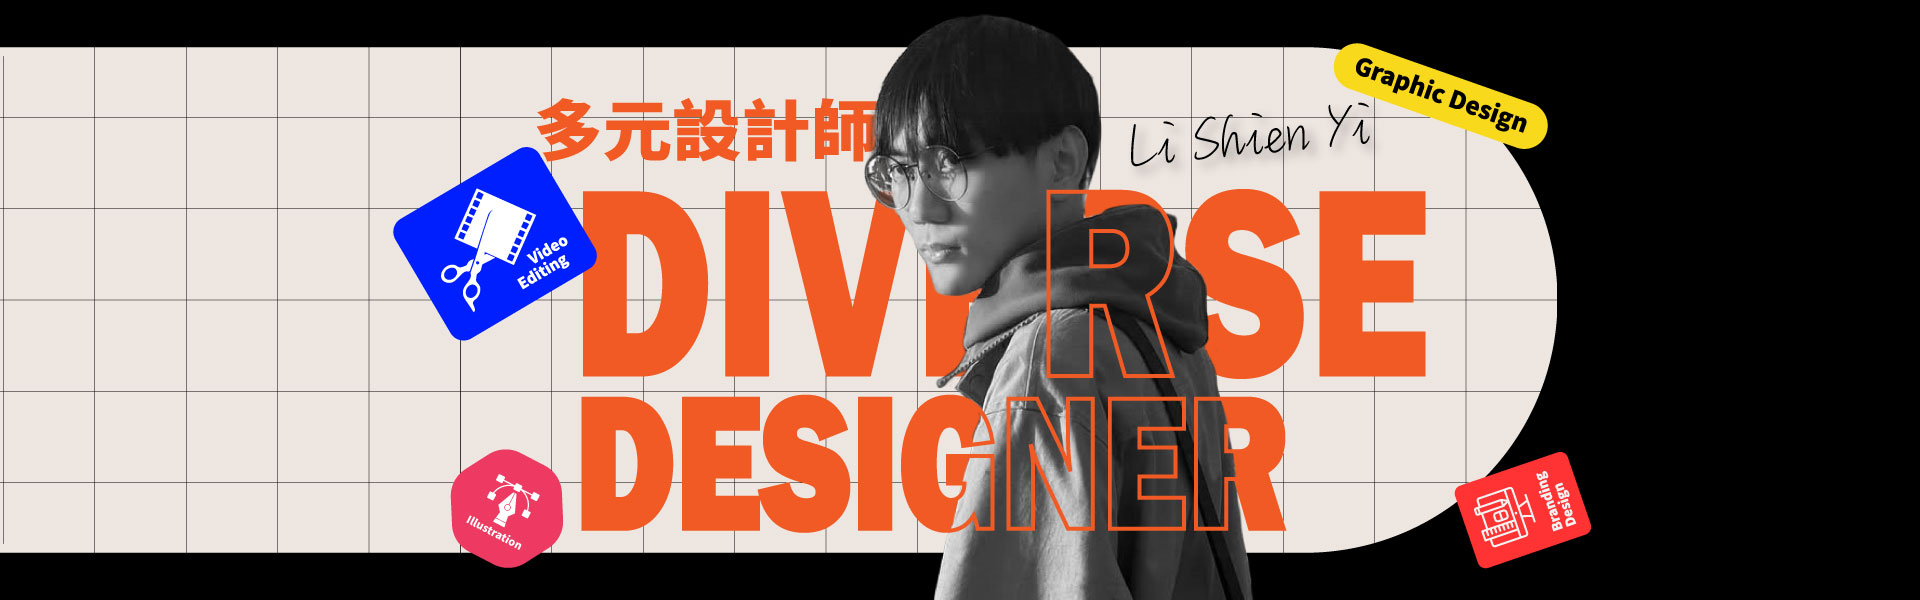 多元設計師
Li Shien Yi
Graphic Design
Video
Editing
DIVERSE
DESIGNER
Illustration
Branding
Design